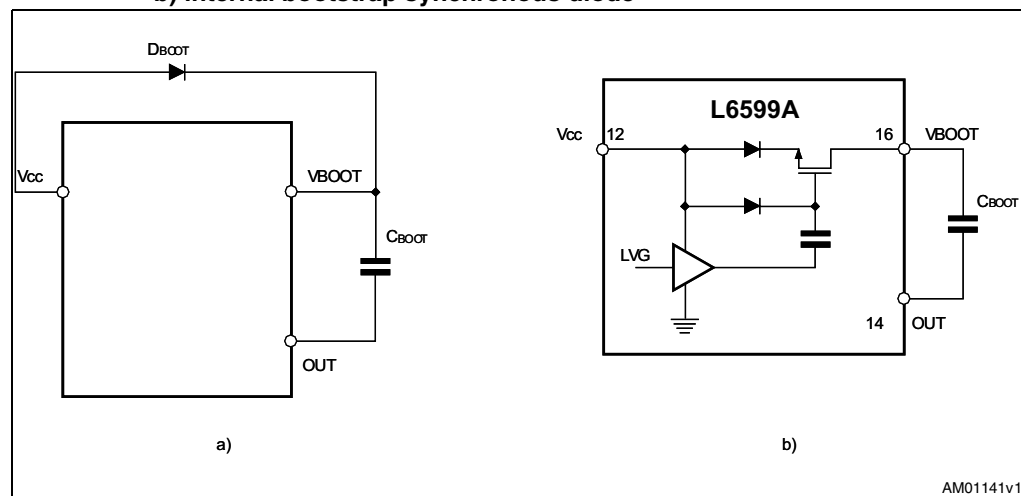 b) Internal bootstrap synchronous diode
DBOOT
Vcc
VBOOT
CBOOT
OUT
a)
L6599A
Vcc
12
16
VBOOT
CBOOT
LVG
14
OUT
b)
AM01141v1